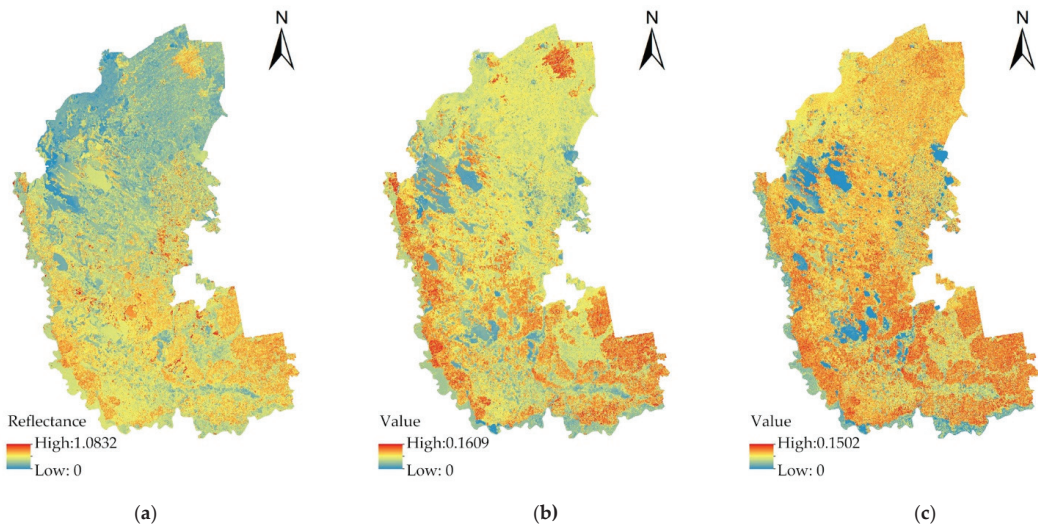 N
N
N
Reflectance
High:1.0832
Low: 0
Value
High:0.1609
Low: 0
Value
High:0.1502
Low: 0
(a)
(b)
(c)